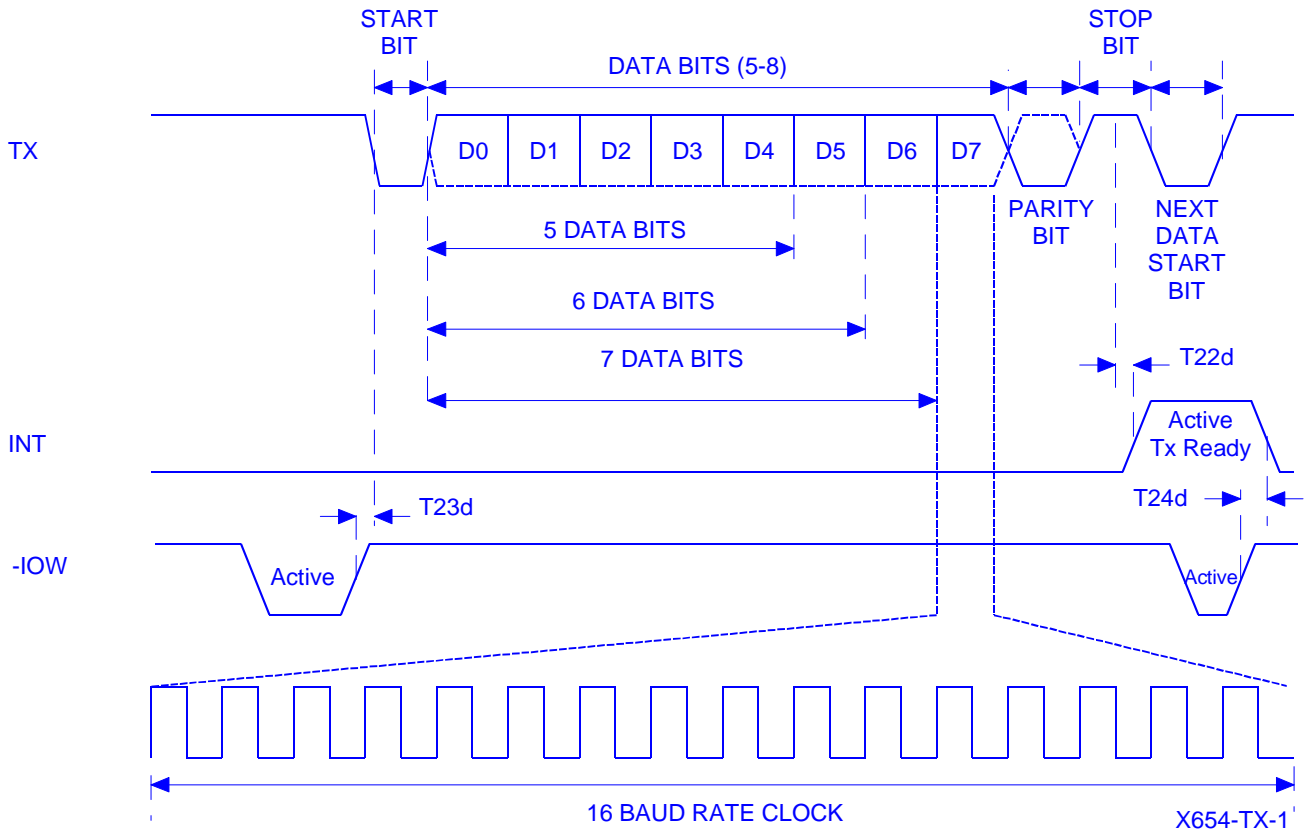 START
BIT
STOP
BIT
DATA BITS (5-8)
TX
D0 D1 D2 D3 D4 D5 D6 D7
PARITY
BIT
NEXT
DATA
START
BIT
5 DATA BITS
6 DATA BITS
7 DATA BITS
T22d
INT
Active
Tx Ready
T23d
T24d
-IOW
Active
Active
16 BAUD RATE CLOCK
X654-TX-1